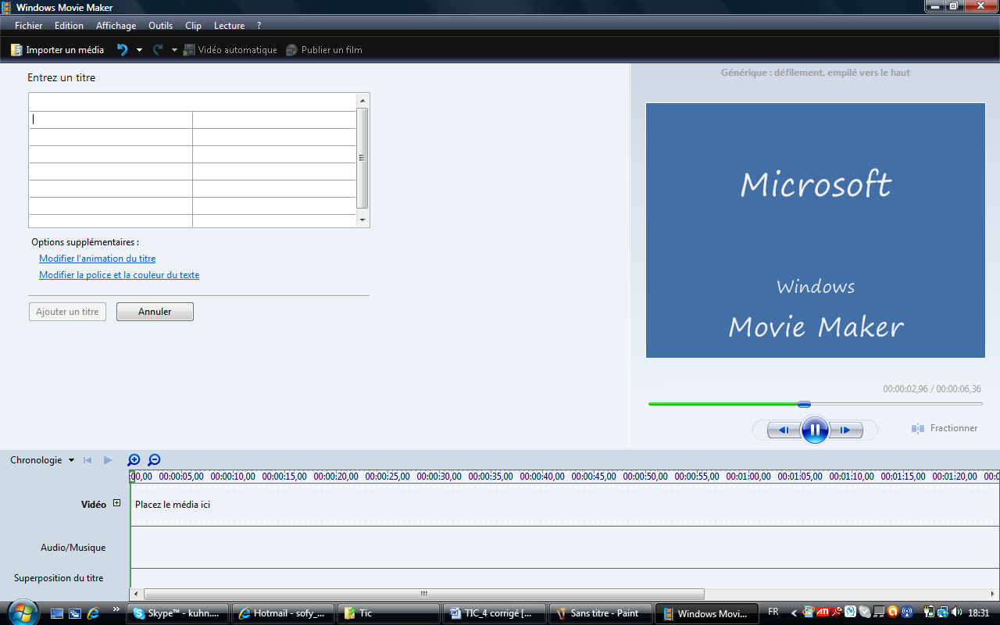 Windows Movie Maker
Fichier Edition Affichage Outils Clip Lecture ?
Importer un média Vidéo automatique Publier un film
Entrez un titre
Options supplémentaires :
Modifier l'animation du titre
Modifier la police et la couleur du texte
Ajouter un titre Annuler
Générique : défilement, empilé vers le haut
Microsoft
Windows
Movie Maker
00:00:02,96 / 00:00:06,36
Fractionner
Chronologie
00,00 00:00:05,00 00:00:10,00 00:00:15,00 00:00:20,00 00:00:25,00 00:00:30,00 00:00:35,00 00:00:40,00 00:00:45,00 00:00:50,00 00:00:55,00 00:01:00,00 00:01:05,00 00:01:10,00 00:01:15,00 00:01:20,00 00:0
Vidéo Placez le média ici
Audio/Musique
Superposition du titre
Skype™ - kuhn.... Hotmail - sofy_... Tic TIC_4 corrigé [... Sans titre - Paint Windows Movi... FR ATI 18:31